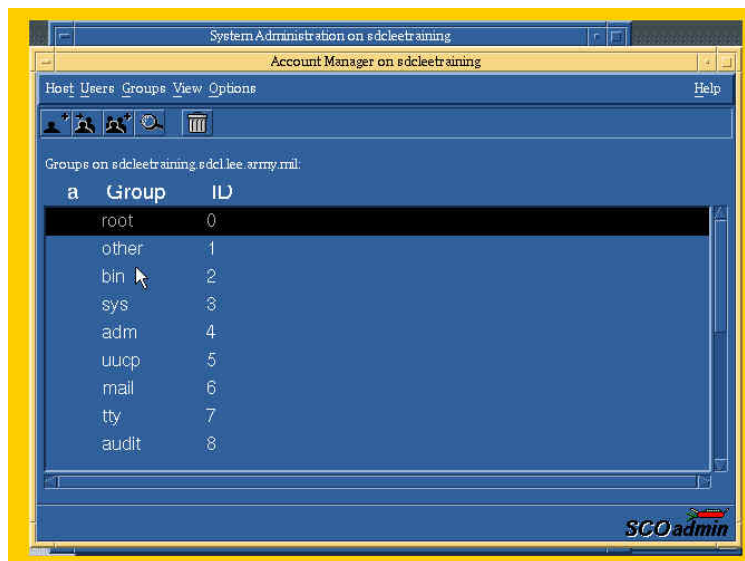 System Administration on sdcleetraining
Account Manager on sdcleetraining
Host Users Groups View Options Help
Groups on sdcleetraining.sdcl.lee.army.mil:
a Group ID
root 0
other 1
bin 2
sys 3
adm 4
uucp 5
mail 6
tty 7
audit 8
SCOadmin